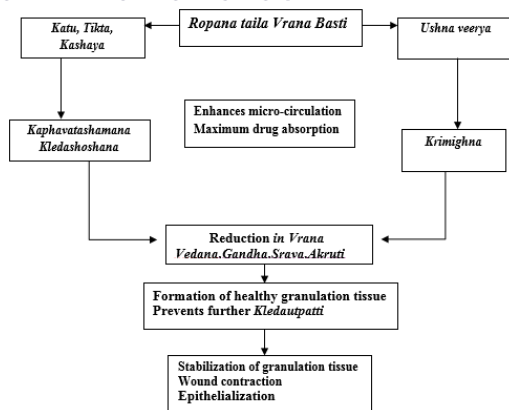 Ropana taila Vrana Basti
Katu, Tikta,
Kashaya
Ushna veerya
Enhances micro-circulation
Maximum drug absorption
Kaphavatashamana
Kledashoshana
Krimighna
Reduction in Vrana
Vedana.Gandha.Srava.Akruti
Formation of healthy granulation tissue
Prevents further Kledautpatti
Stabilization of granulation tissue
Wound contraction
Epithelialization